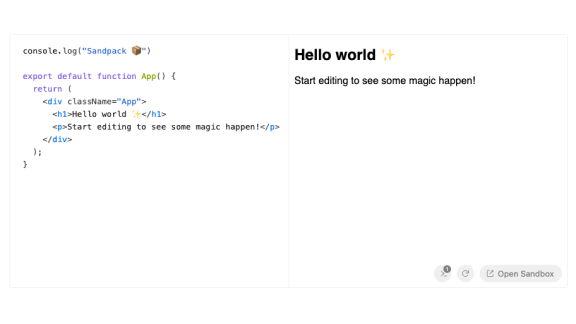 console.log("Sandpack 📦")
export default function App() {
return (
<div className="App">
<h1>Hello world ✨</h1>
<p>Start editing to see some magic happen!</p>
</div>
);
}
Hello world ✨
Start editing to see some magic happen!
1
Open Sandbox